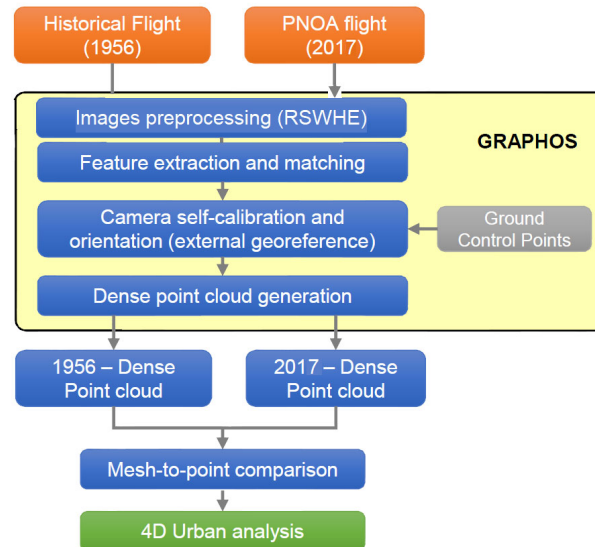 Historical Flight
(1956)
PNOA flight
(2017)
Images preprocessing (RSWHE)
GRAPHOS
Feature extraction and matching
Camera self-calibration and
orientation (external georeference)
Ground
Control Points
Dense point cloud generation
1956 – Dense
Point cloud
2017 – Dense
Point cloud
Mesh-to-point comparison
4D Urban analysis